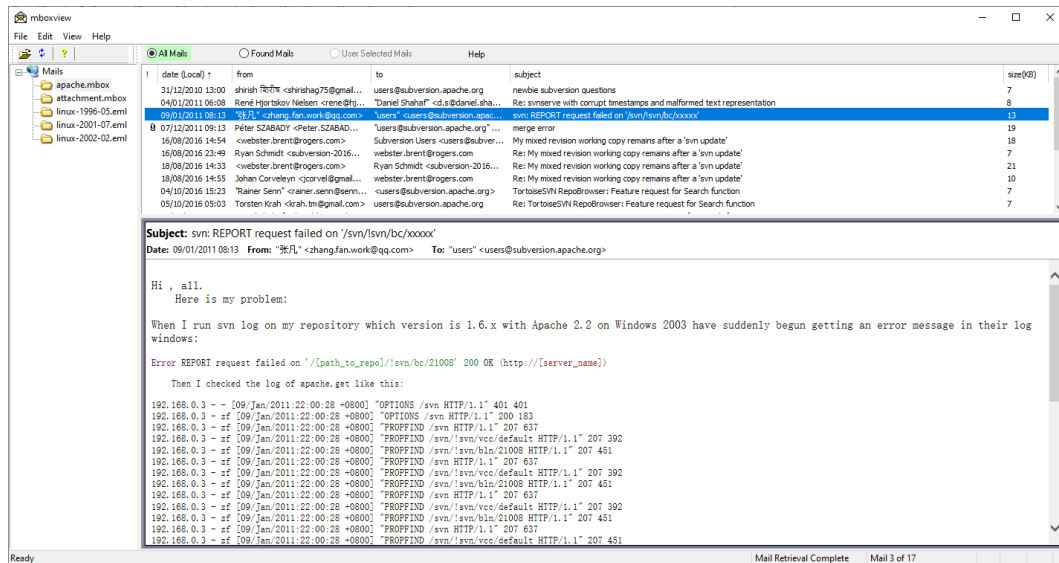 mboxview
File Edit View Help
All Mails Found Mails User Selected Mails Help
Mails
apache.mbox
attachment.mbox
linux-1996-05.eml
linux-2001-07.eml
linux-2002-02.eml
! date (Local) ↑ from to subject size(KB)
31/12/2010 13:00 shirish शिरीष <shirishag75@gmail... users@subversion.apache.org newbie subversion questions 7
04/01/2011 06:08 René Hjortskov Nielsen <rene@hj... "Daniel Shahaf" <d.s@daniel.sha... Re: svnserve with corrupt timestamps and malformed text representation 8
09/01/2011 08:13 "张凡" <zhang.fan.work@qq.com> "users" <users@subversion.apac... svn: REPORT request failed on '/svn/!svn/bc/xxxxx' 13
07/12/2011 09:13 Péter SZABADY <Peter.SZABAD... "users@subversion.apache.org" ... merge error 19
16/08/2016 14:54 <webster.brent@rogers.com> Subversion Users <users@subver... My mixed revision working copy remains after a 'svn update' 18
16/08/2016 23:49 Ryan Schmidt <subversion-2016... webster.brent@rogers.com Re: My mixed revision working copy remains after a 'svn update' 7
18/08/2016 14:33 <webster.brent@rogers.com> Ryan Schmidt <subversion-2016... Re: My mixed revision working copy remains after a 'svn update' 21
18/08/2016 14:55 Johan Corveleyn <jcorvel@gmail... webster.brent@rogers.com Re: My mixed revision working copy remains after a 'svn update' 10
04/10/2016 15:23 "Rainer Senn" <rainer.senn@senn... <users@subversion.apache.org> TortoiseSVN RepoBrowser: Feature request for Search function 7
05/10/2016 05:03 Torsten Krah <krah.tm@gmail.com> users@subversion.apache.org Re: TortoiseSVN RepoBrowser: Feature request for Search function 7
Subject: svn: REPORT request failed on '/svn/!svn/bc/xxxxx'
Date: 09/01/2011 08:13 From: "张凡" <zhang.fan.work@qq.com> To: "users" <users@subversion.apache.org>
Hi , all.
Here is my problem:
When I run svn log on my repository which version is 1.6.x with Apache 2.2 on Windows 2003 have suddenly begun getting an error message in their log
windows:
Error REPORT request failed on '/[path_to_repo]/!svn/bc/21008' 200 OK (http://[server_name])
Then I checked the log of apache,get like this:
192.168.0.3 - - [09/Jan/2011:22:00:28 +0800] "OPTIONS /svn HTTP/1.1" 401 401
192.168.0.3 - zf [09/Jan/2011:22:00:28 +0800] "OPTIONS /svn HTTP/1.1" 200 183
192.168.0.3 - zf [09/Jan/2011:22:00:28 +0800] "PROPFIND /svn HTTP/1.1" 207 637
192.168.0.3 - zf [09/Jan/2011:22:00:28 +0800] "PROPFIND /svn/!svn/vcc/default HTTP/1.1" 207 392
192.168.0.3 - zf [09/Jan/2011:22:00:28 +0800] "PROPFIND /svn/!svn/bln/21008 HTTP/1.1" 207 451
192.168.0.3 - zf [09/Jan/2011:22:00:28 +0800] "PROPFIND /svn HTTP/1.1" 207 637
192.168.0.3 - zf [09/Jan/2011:22:00:28 +0800] "PROPFIND /svn/!svn/vcc/default HTTP/1.1" 207 392
192.168.0.3 - zf [09/Jan/2011:22:00:28 +0800] "PROPFIND /svn/!svn/bln/21008 HTTP/1.1" 207 451
192.168.0.3 - zf [09/Jan/2011:22:00:28 +0800] "PROPFIND /svn HTTP/1.1" 207 637
192.168.0.3 - zf [09/Jan/2011:22:00:28 +0800] "PROPFIND /svn/!svn/vcc/default HTTP/1.1" 207 392
192.168.0.3 - zf [09/Jan/2011:22:00:28 +0800] "PROPFIND /svn/!svn/bln/21008 HTTP/1.1" 207 451
192.168.0.3 - zf [09/Jan/2011:22:00:28 +0800] "PROPFIND /svn HTTP/1.1" 207 637
192.168.0.3 - zf [09/Jan/2011:22:00:28 +0800] "PROPFIND /svn/!svn/bln/21008 HTTP/1.1" 207 451
Ready Mail Retrieval Complete Mail 3 of 17